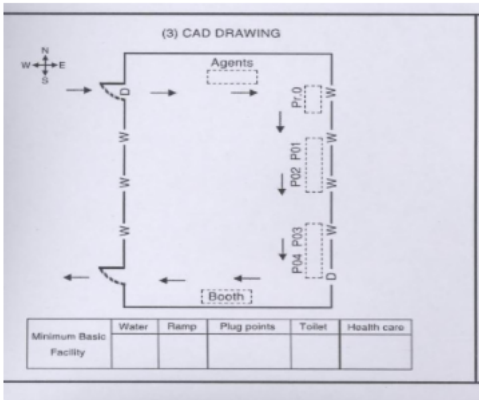 (3) CAD DRAWING
N
W E
S
Agents
D
Pr.0
W
W
P01
P02
W
W
W
W
P03
P04
W
D
Booth
Minimum Basic Facility
Water
Ramp
Plug points
Toilet
Health care